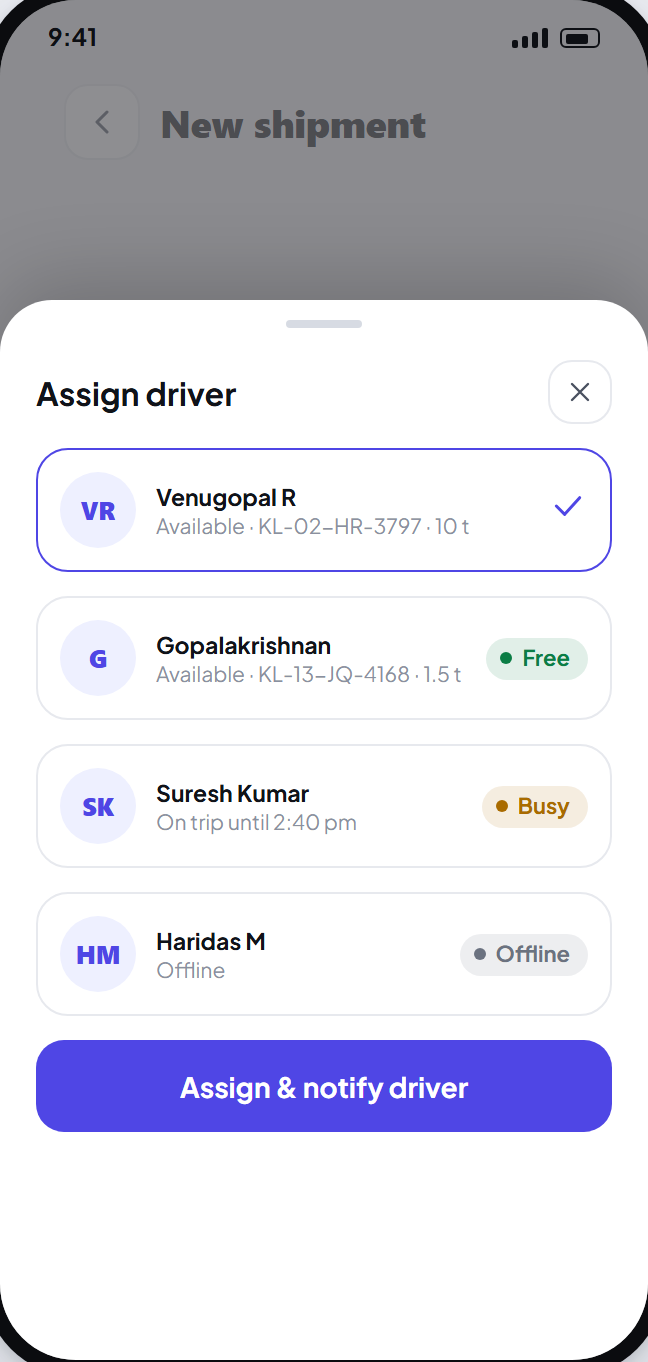 9:41
New shipment
Assign driver
VR
Venugopal R
Available · KL-02-HR-3797 · 10 t
G
Gopalakrishnan
Available · KL-13-JQ-4168 · 1.5 t
Free
SK
Suresh Kumar
On trip until 2:40 pm
Busy
HM
Haridas M
Offline
Offline
Assign & notify driver